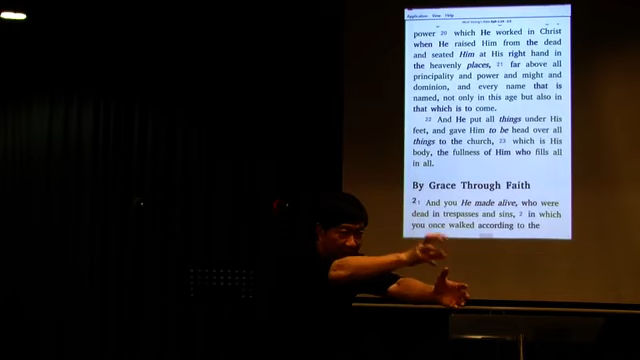 Application View Help
power 20 which He worked in Christ
when He raised Him from the dead
and seated Him at His right hand in
the heavenly places, 21 far above all
principality and power and might and
dominion, and every name that is
named, not only in this age but also in
that which is to come.
22 And He put all things under His
feet, and gave Him to be head over all
things to the church, 23 which is His
body, the fullness of Him who fills all
in all.
By Grace Through Faith
2 1 And you He made alive, who were
dead in trespasses and sins, 2 in which
you once walked according to the